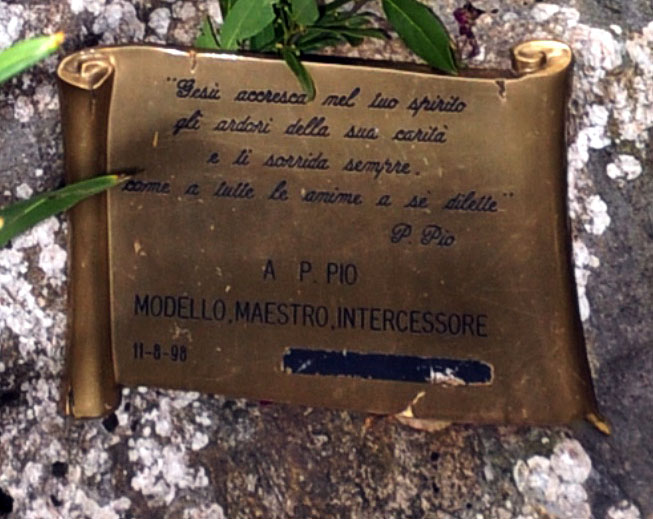 "Gesù accresca nel tuo spirito
gli ardori della sua carità
e ti sorrida sempre,
come a tutte le anime a sè dilette"
P. Pio
A P. PIO
MODELLO, MAESTRO, INTERCESSORE
11-8-98